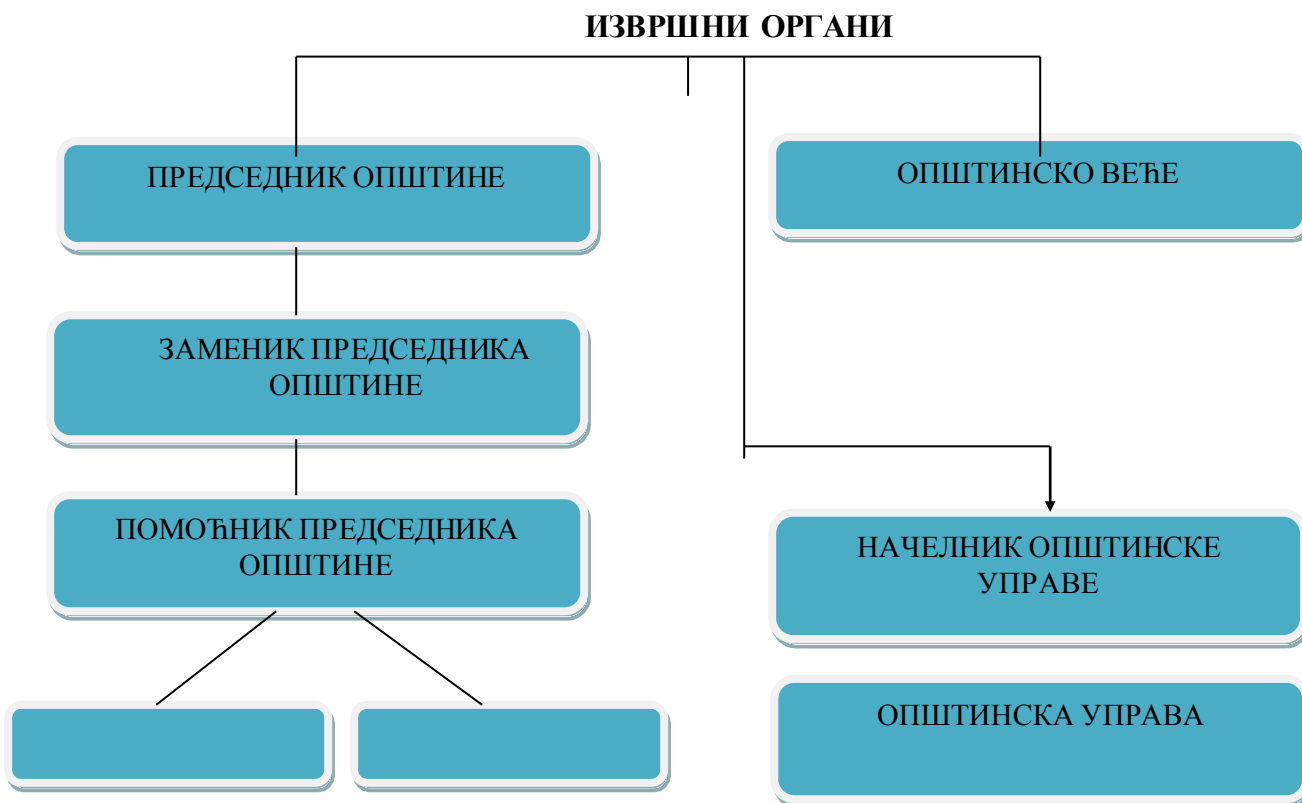 ИЗВРШНИ ОРГАНИ
ПРЕДСЕДНИК ОПШТИНЕ
ОПШТИНСКО ВЕЋЕ
ЗАМЕНИК ПРЕДСЕДНИКА
ОПШТИНЕ
ПОМОЋНИК ПРЕДСЕДНИКА
ОПШТИНЕ
НАЧЕЛНИК ОПШТИНСКЕ
УПРАВЕ
ОПШТИНСКА УПРАВА